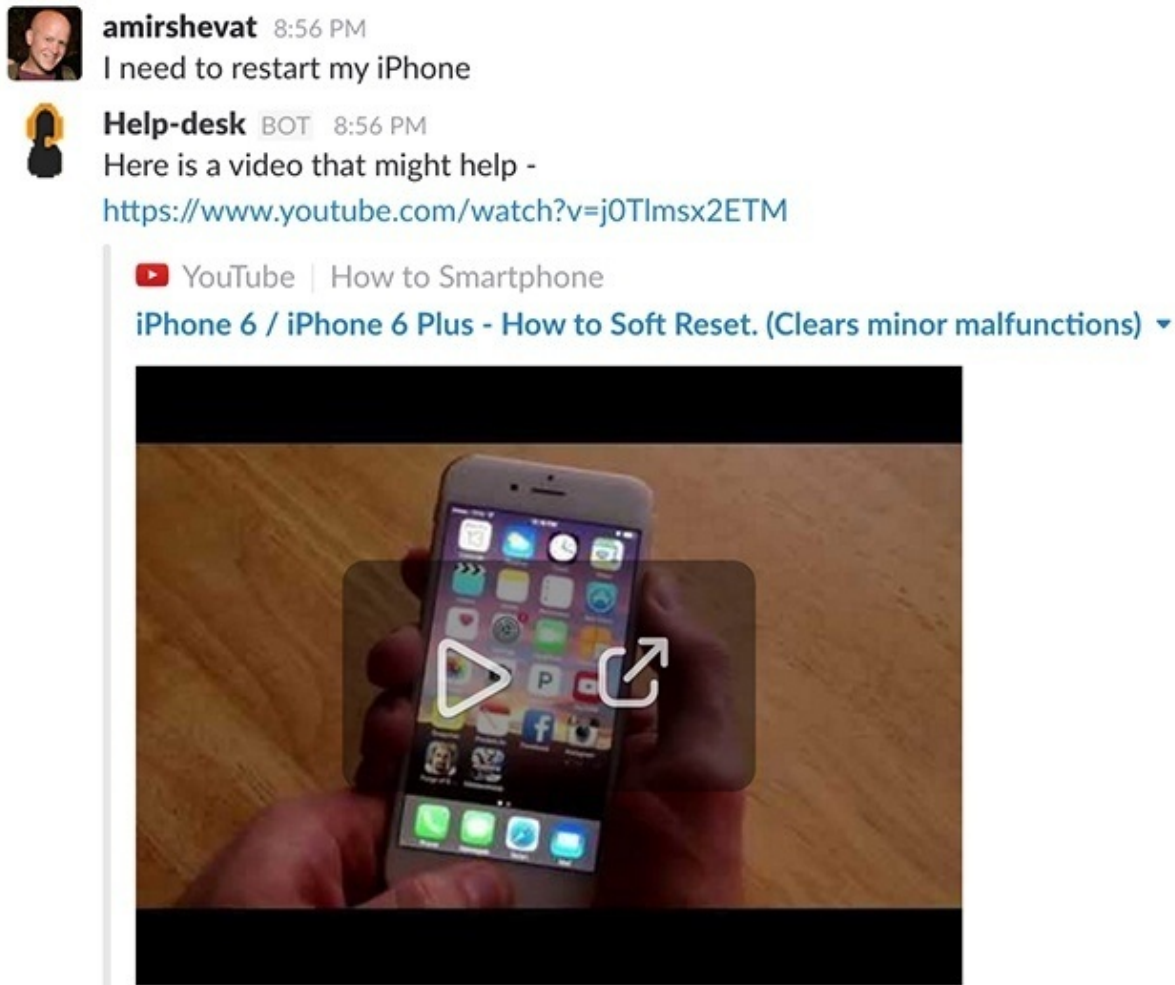 amirshevat 8:56 PM
I need to restart my iPhone
Help-desk BOT 8:56 PM
Here is a video that might help -
https://www.youtube.com/watch?v=j0Tlmsx2ETM
YouTube | How to Smartphone
iPhone 6 / iPhone 6 Plus - How to Soft Reset. (Clears minor malfunctions)
13
P
Facebook